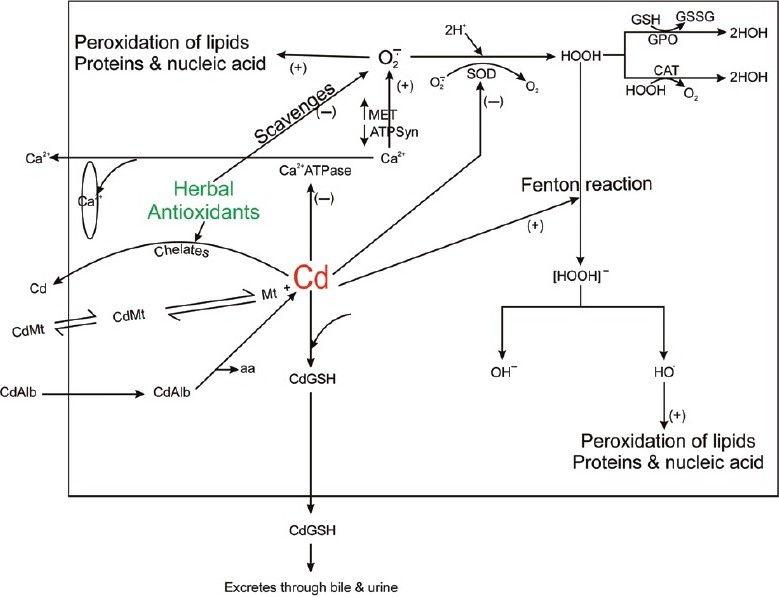 GSH GSSG
GPO
2HOH
2H⁺
Peroxidation of lipids
Proteins & nucleic acid
(+)
O₂⁻̇
HOOH
SOD
O₂⁻̇
O₂
CAT
HOOH
O₂
2HOH
(+)
(–)
Scavenges
(–)
MET
ATPSyn
Ca²⁺
Ca²⁺ATPase
Ca²⁺
Ca²⁺
Herbal
Antioxidants
(–)
Fenton reaction
(+)
Chelates
Cd
Cd
Mt +
CdMt
CdMt
[HOOH]⁻
CdAlb
CdAlb
aa
CdGSH
OH⁻
HO˙
(+)
Peroxidation of lipids
Proteins & nucleic acid
CdGSH
Excretes through bile & urine